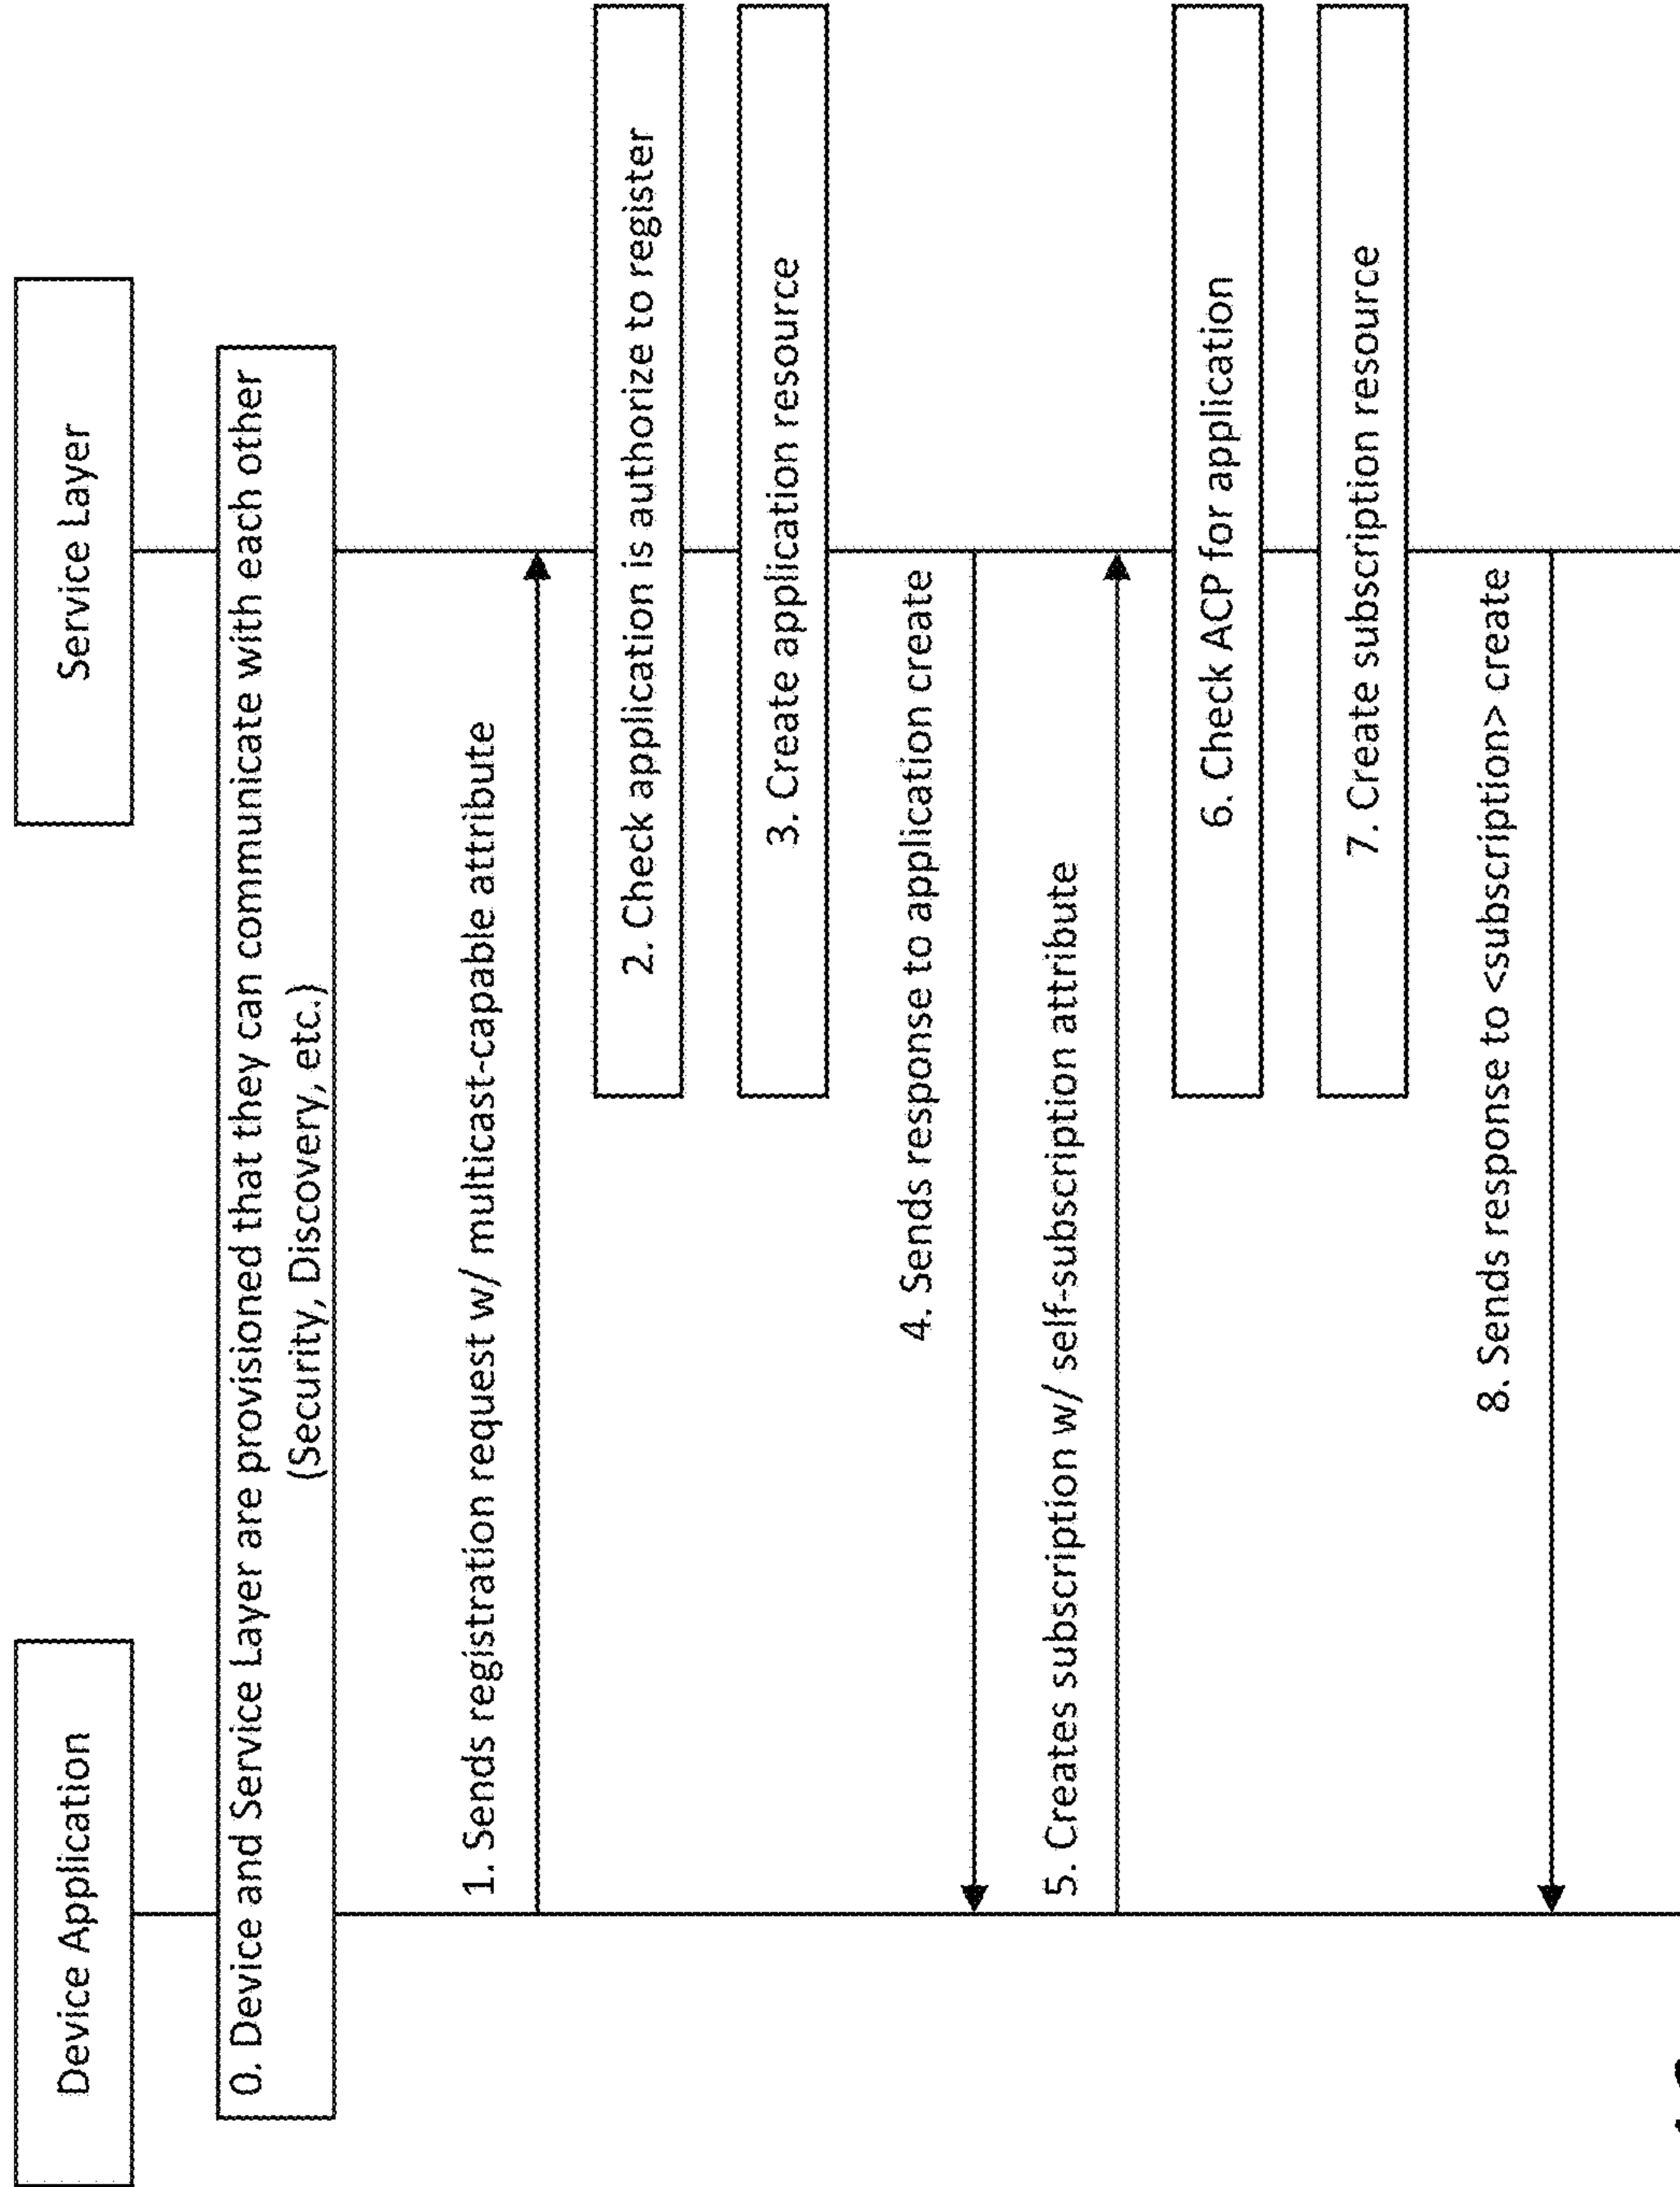 Device Application
Service Layer
0. Device and Service Layer are provisioned that they can communicate with each other
(Security, Discovery, etc.)
1. Sends registration request w/ multicast-capable attribute
2. Check application is authorize to register
3. Create application resource
4. Sends response to application create
5. Creates subscription w/ self-subscription attribute
6. Check ACP for application
7. Create subscription resource
8. Sends response to <subscription> create